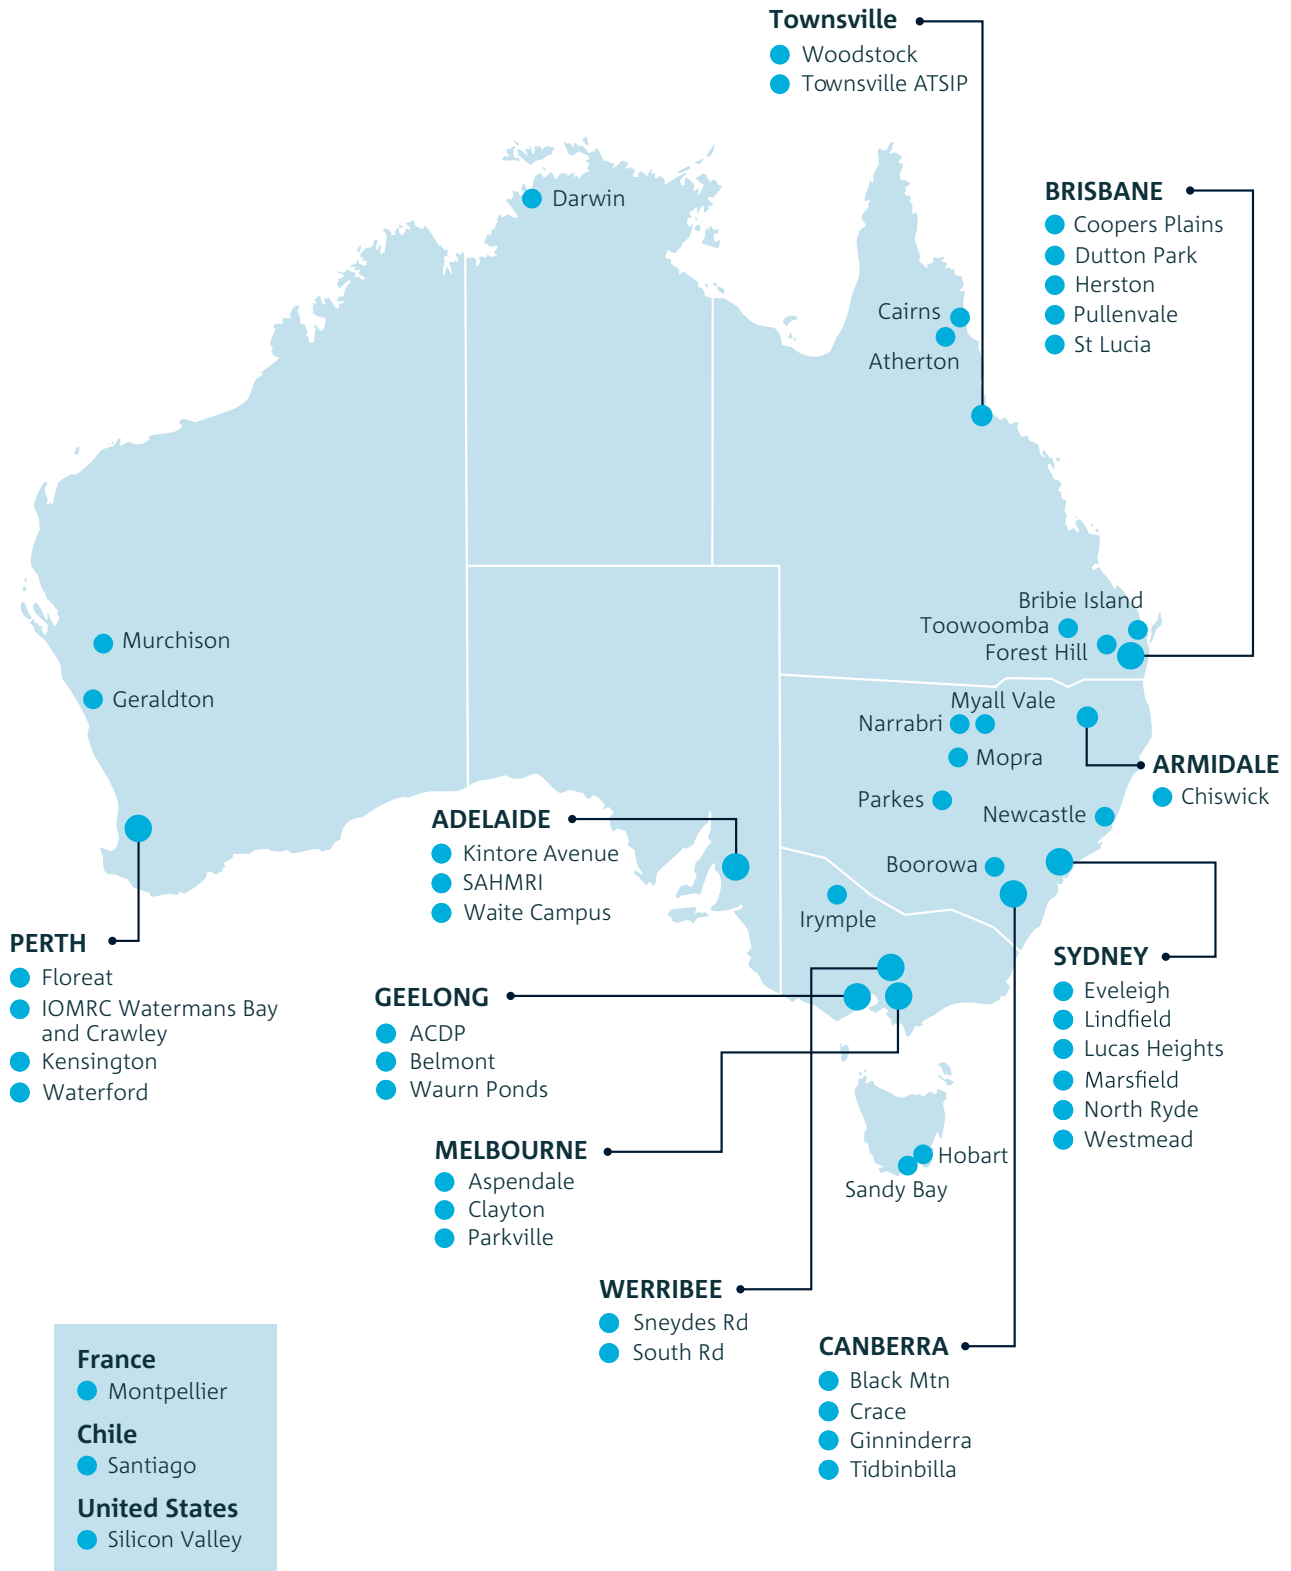 Townsville
Woodstock
Townsville ATSIP
Darwin
BRISBANE
Coopers Plains
Dutton Park
Herston
Pullenvale
St Lucia
Cairns
Atherton
Bribie Island
Toowoomba
Forest Hill
Murchison
Geraldton
Myall Vale
Narrabri
Mopra
Parkes
Newcastle
ARMIDALE
Chiswick
ADELAIDE
Kintore Avenue
SAHMRI
Waite Campus
Boorowa
Irymple
PERTH
Floreat
IOMRC Watermans Bay
and Crawley
Kensington
Waterford
GEELONG
ACDP
Belmont
Waurn Ponds
SYDNEY
Eveleigh
Lindfield
Lucas Heights
Marsfield
North Ryde
Westmead
MELBOURNE
Aspendale
Clayton
Parkville
Hobart
Sandy Bay
WERRIBEE
Sneydes Rd
South Rd
CANBERRA
Black Mtn
Crace
Ginninderra
Tidbinbilla
France
Montpellier
Chile
Santiago
United States
Silicon Valley